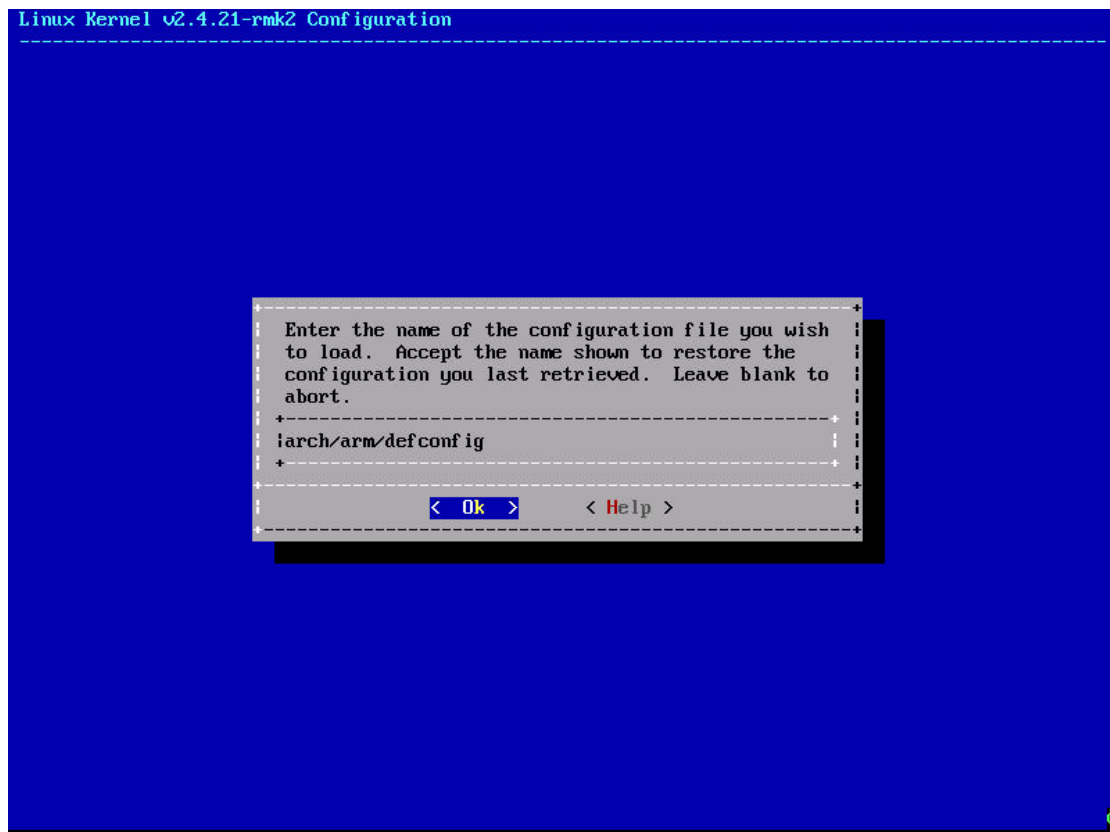 Linux Kernel v2.4.21-rmk2 Configuration
Enter the name of the configuration file you wish
to load.  Accept the name shown to restore the
configuration you last retrieved.  Leave blank to
abort.
arch/arm/defconfig
<  Ok  > < Help >